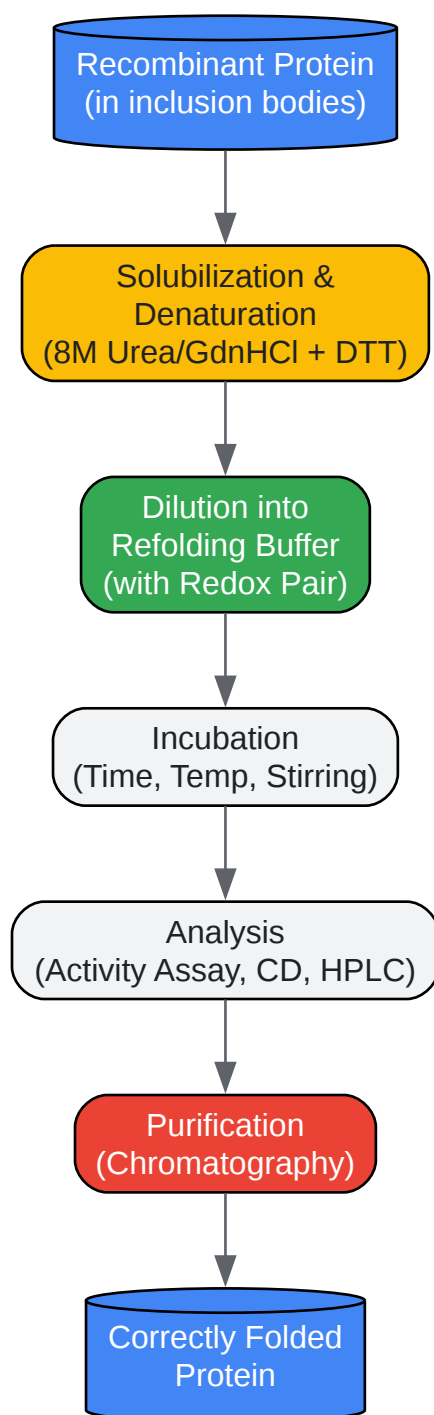 Recombinant Protein
(in inclusion bodies)
Solubilization &
Denaturation
(8M Urea/GdnHCl + DTT)
Dilution into
Refolding Buffer
(with Redox Pair)
Incubation
(Time, Temp, Stirring)
Analysis
(Activity Assay, CD, HPLC)
Purification
(Chromatography)
Correctly Folded
Protein